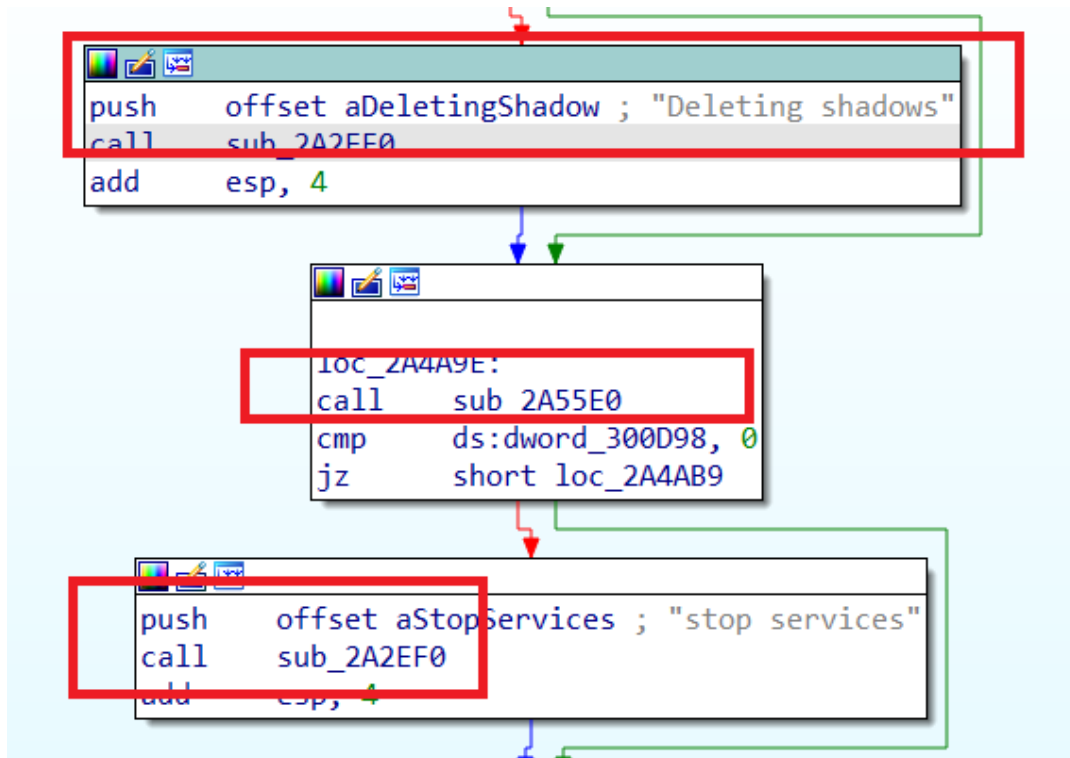 push offset aDeletingShadow ; "Deleting shadows"
call sub_2A2EF0
add esp, 4
loc_2A4A9E:
call sub_2A55E0
cmp ds:dword_300D98, 0
jz short loc_2A4AB9
push offset aStopServices ; "stop services"
call sub_2A2EF0
add esp, 4